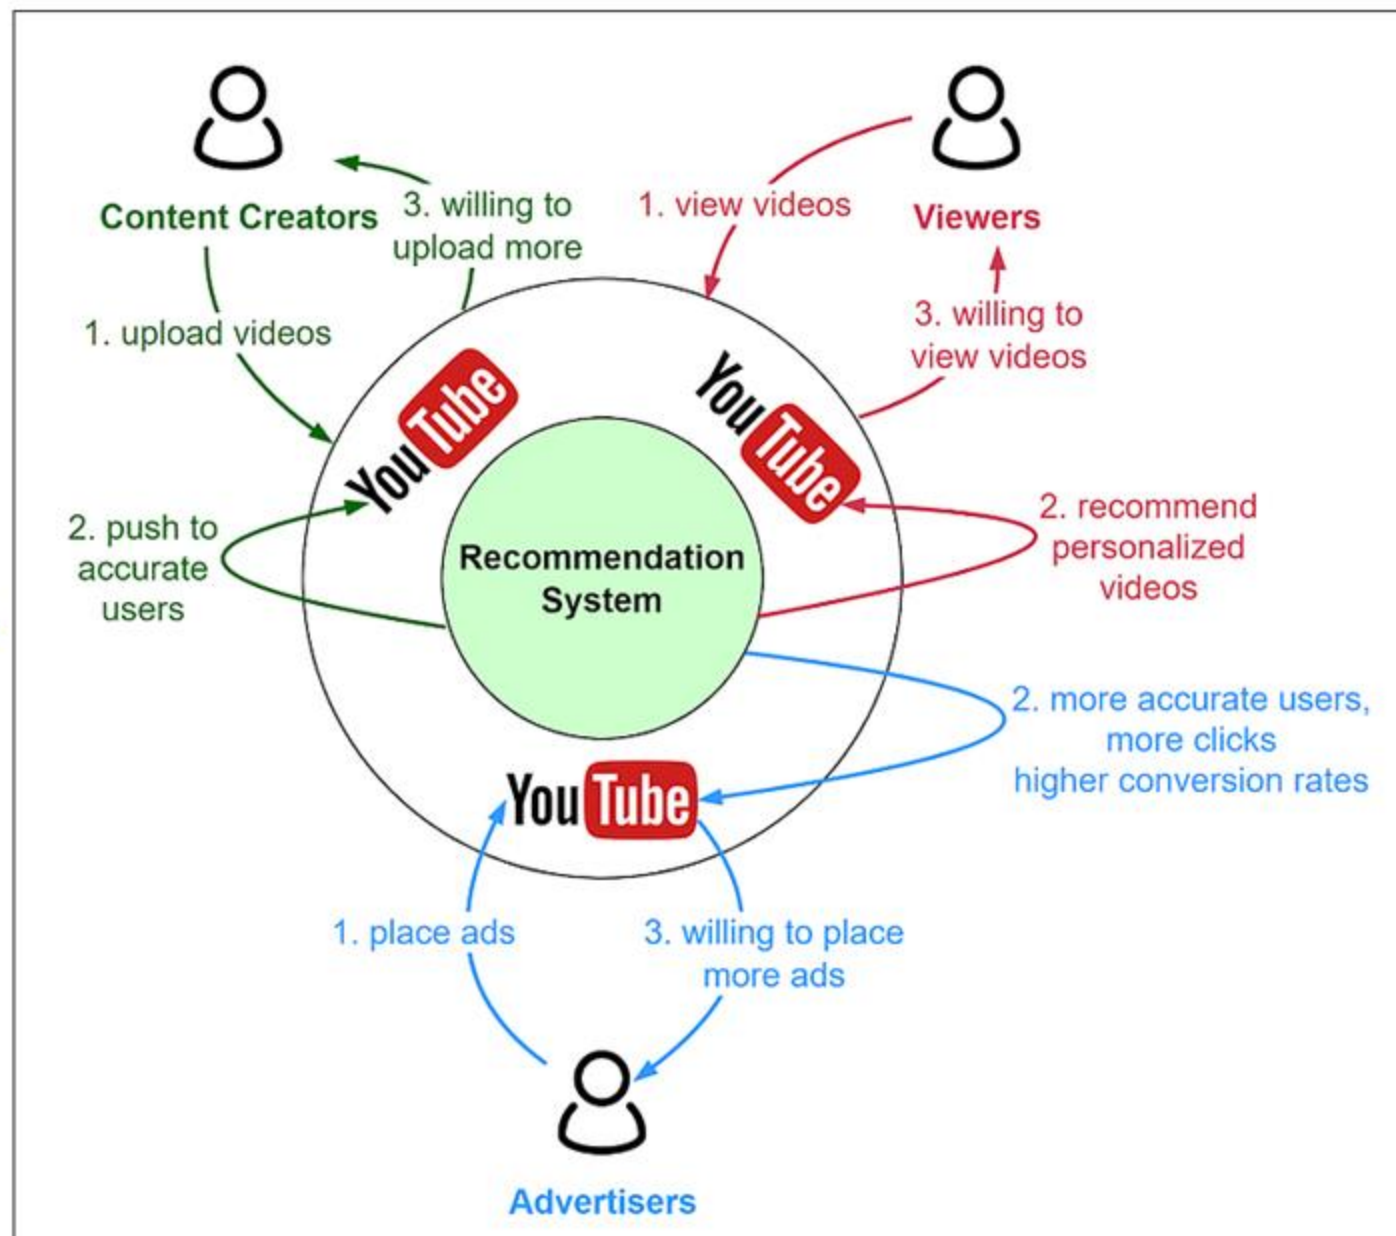 Content Creators
3. willing to
upload more
1. view videos
Viewers
1. upload videos
3. willing to
view videos
YouTube
YouTube
2. push to
accurate
users
Recommendation
System
2. recommend
personalized
videos
2. more accurate users,
more clicks
higher conversion rates
YouTube
1. place ads
3. willing to place
more ads
Advertisers